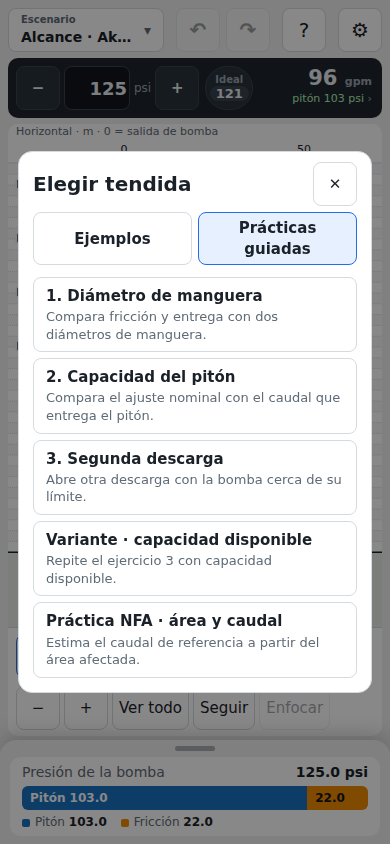 Escenario
Alcance · Ak… ▼
↶ ↷ ? ⚙
− 125 psi + Ideal 121 96 gpm
pitón 103 psi ›
Horizontal · m · 0 = salida de bomba
0 50
Elegir tendida ✕
Ejemplos
Prácticas
guiadas
1. Diámetro de manguera
Compara fricción y entrega con dos
diámetros de manguera.
2. Capacidad del pitón
Compara el ajuste nominal con el caudal que
entrega el pitón.
3. Segunda descarga
Abre otra descarga con la bomba cerca de su
límite.
Variante · capacidad disponible
Repite el ejercicio 3 con capacidad
disponible.
Práctica NFA · área y caudal
Estima el caudal de referencia a partir del
área afectada.
− + Ver todo Seguir Enfocar
Presión de la bomba 125.0 psi
Pitón 103.0 22.0
Pitón 103.0 Fricción 22.0